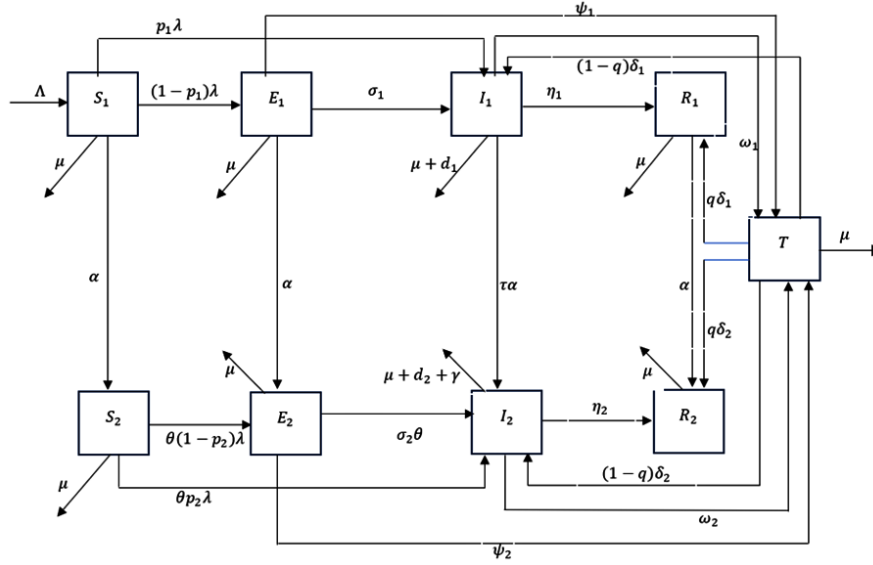 ψ₁
p₁λ
(1−q)δ₁
Λ
S₁
(1−p₁)λ
E₁
σ₁
I₁
η₁
R₁
μ
μ
μ + d₁
μ
ω₁
qδ₁
T
μ
α
α
τα
α
qδ₂
μ
μ + d₂ + γ
μ
S₂
θ(1−p₂)λ
E₂
σ₂θ
I₂
η₂
R₂
μ
θp₂λ
(1−q)δ₂
ω₂
ψ₂